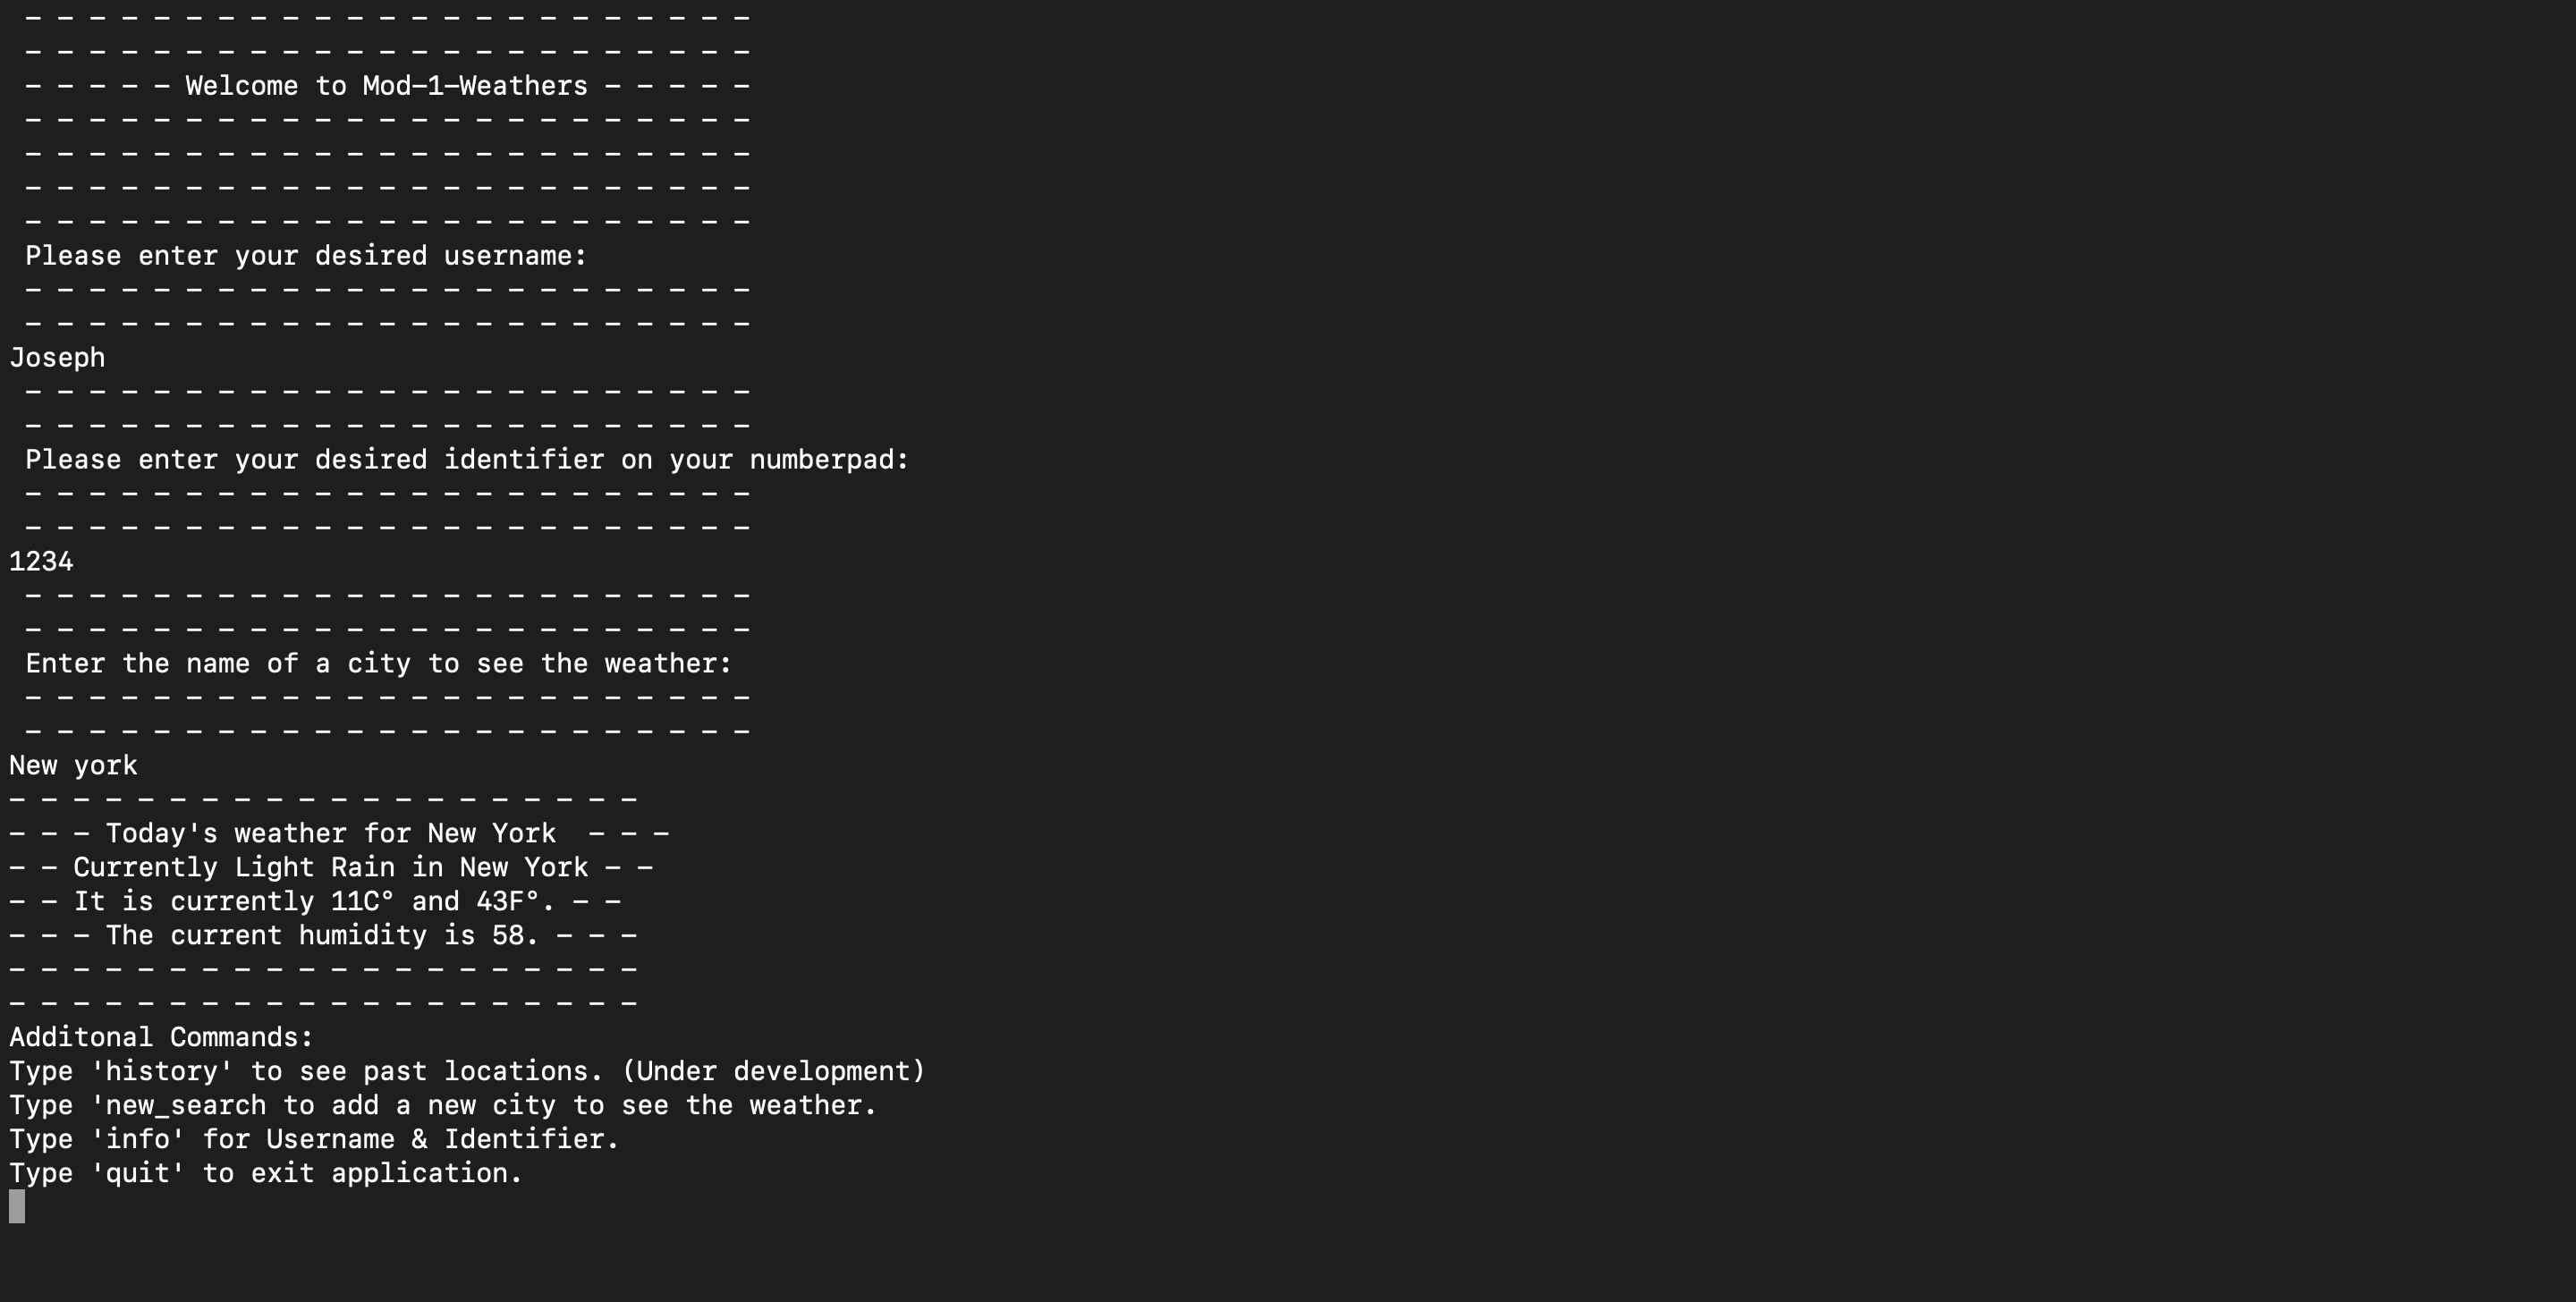 - - - - - - - - - - - - - - - - - - - - - - -
- - - - - - - - - - - - - - - - - - - - - - -
- - - - - Welcome to Mod-1-Weathers - - - - -
- - - - - - - - - - - - - - - - - - - - - - -
- - - - - - - - - - - - - - - - - - - - - - -
- - - - - - - - - - - - - - - - - - - - - - -
- - - - - - - - - - - - - - - - - - - - - - -
Please enter your desired username:
- - - - - - - - - - - - - - - - - - - - - - -
- - - - - - - - - - - - - - - - - - - - - - -
Joseph
- - - - - - - - - - - - - - - - - - - - - - -
- - - - - - - - - - - - - - - - - - - - - - -
Please enter your desired identifier on your numberpad:
- - - - - - - - - - - - - - - - - - - - - - -
- - - - - - - - - - - - - - - - - - - - - - -
1234
- - - - - - - - - - - - - - - - - - - - - - -
- - - - - - - - - - - - - - - - - - - - - - -
Enter the name of a city to see the weather:
- - - - - - - - - - - - - - - - - - - - - - -
- - - - - - - - - - - - - - - - - - - - - - -
New york
- - - - - - - - - - - - - - - - - - - -
- - - Today's weather for New York  - - -
- - Currently Light Rain in New York - -
- - It is currently 11C° and 43F°. - -
- - - The current humidity is 58. - - -
- - - - - - - - - - - - - - - - - - - -
- - - - - - - - - - - - - - - - - - - -
Additonal Commands:
Type 'history' to see past locations. (Under development)
Type 'new_search to add a new city to see the weather.
Type 'info' for Username & Identifier.
Type 'quit' to exit application.